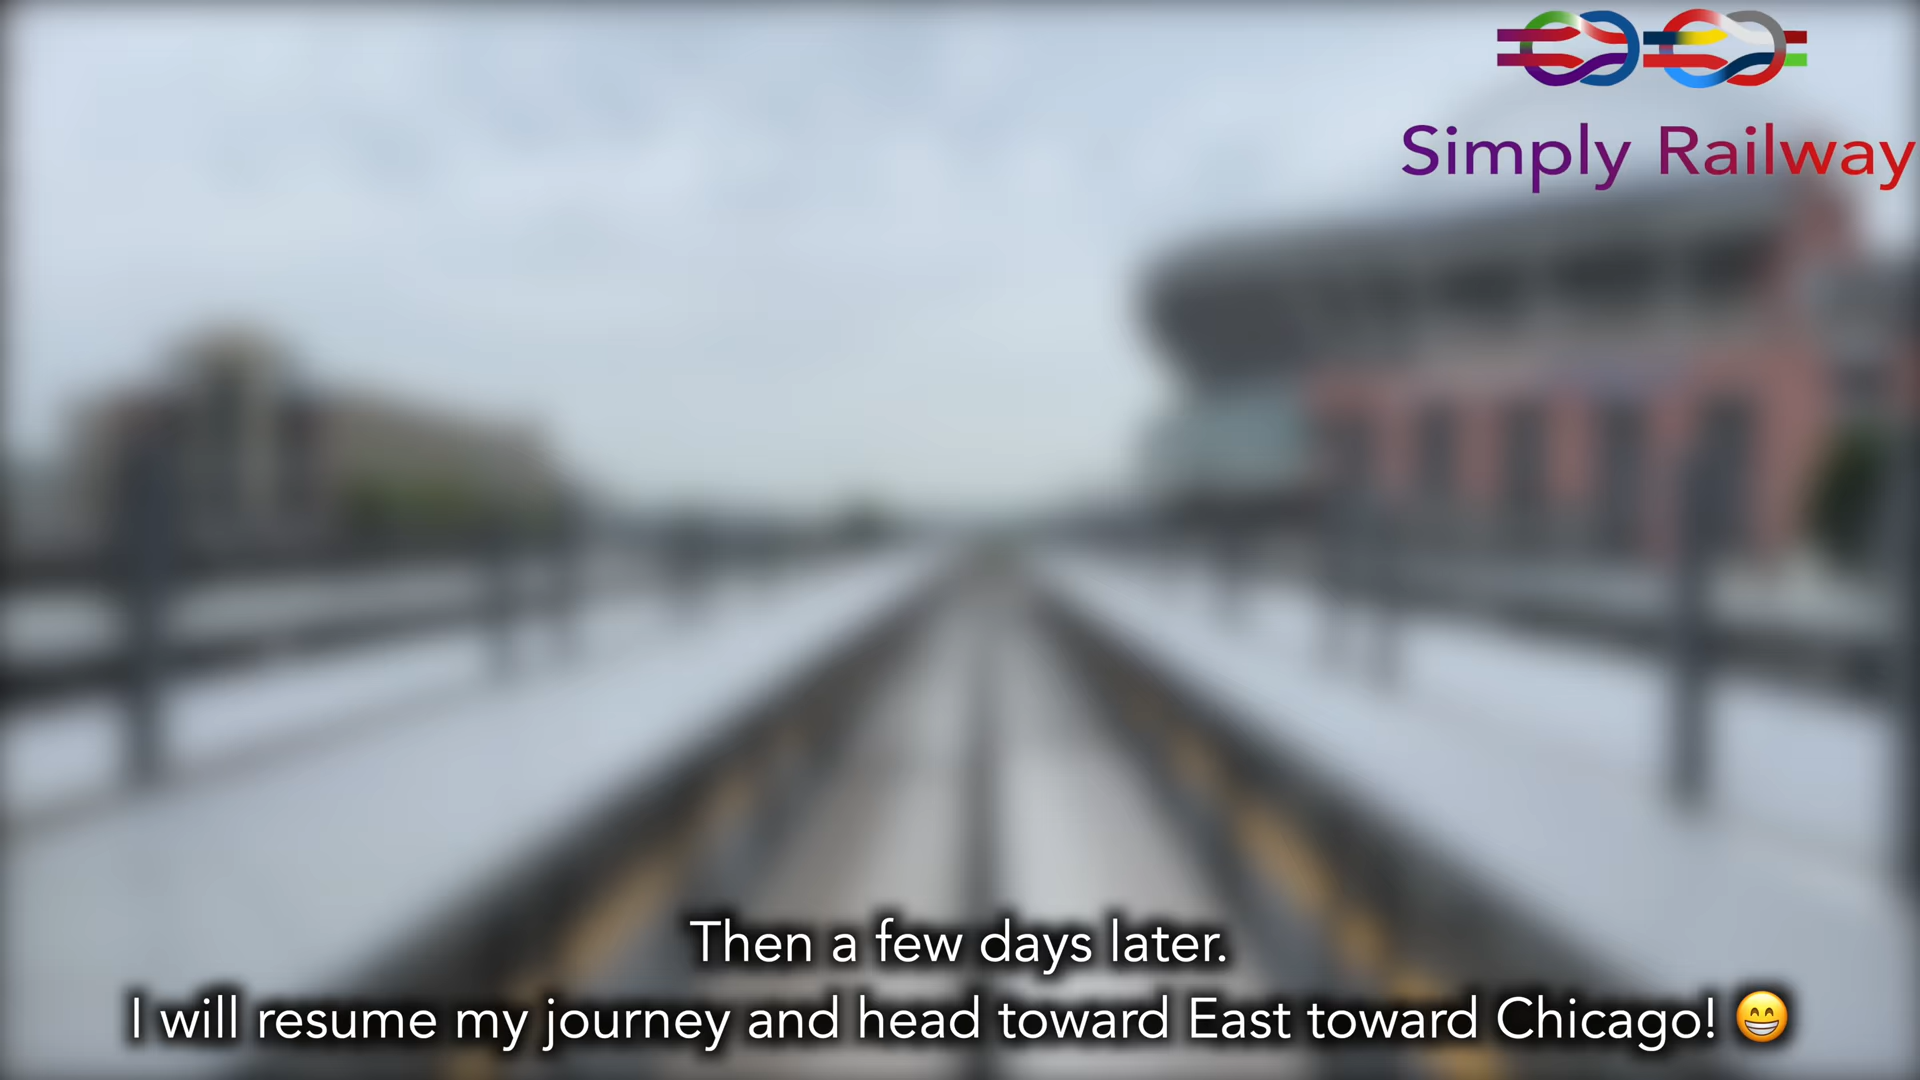 Simply Railway
Then a few days later.
I will resume my journey and head toward East toward Chicago! 😁